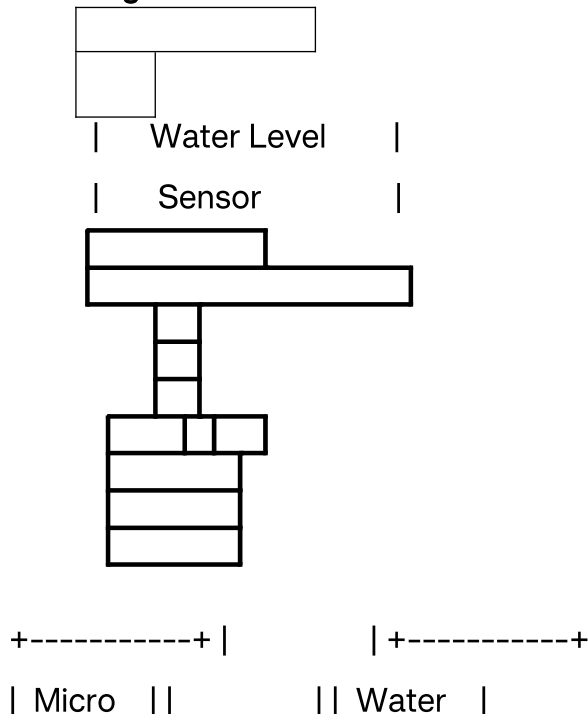 | Water Level |
| Sensor |
+-----------+ | | +-----------+
| Micro | | | | Water |